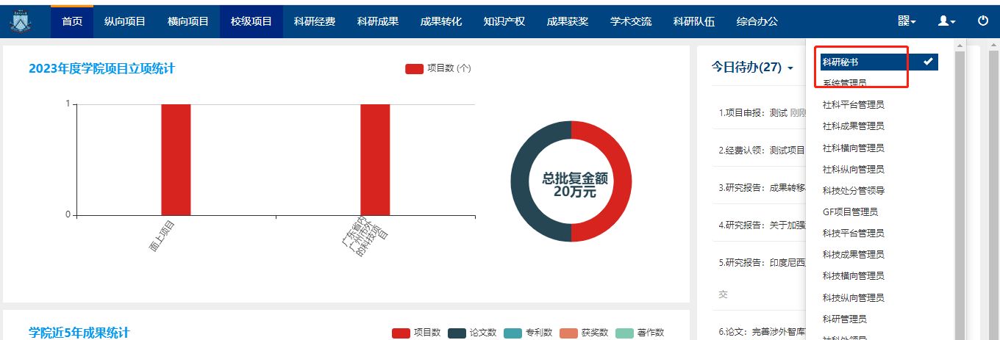 首页 纵向项目 横向项目 校级项目 科研经费 科研成果 成果转化 知识产权 成果获奖 学术交流 科研队伍 综合办公
2023年度学院项目立项统计
项目数 (个)
1
0
面上项目
广东省内
广州市外
的科技项
目
总批复金额
20万元
学院近5年成果统计
项目数 论文数 专利数 获奖数 著作数
今日待办(27)
1.项目申报：测试 刚刚
2.经费认领：测试项目
3.研究报告：成果转移
4.研究报告：关于加强
5.研究报告：印度尼西
交
6.论文：完善涉外智库
科研秘书
系统管理员
社科平台管理员
社科成果管理员
社科横向管理员
社科纵向管理员
科技处分管领导
GF项目管理员
科技平台管理员
科技成果管理员
科技横向管理员
科技纵向管理员
科研管理员
社科处领导